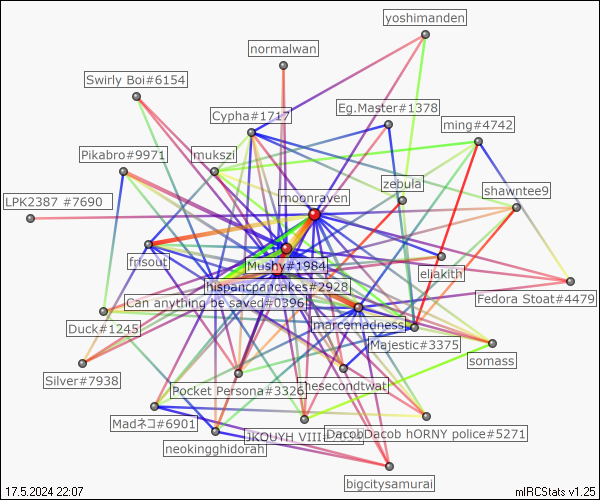 yoshimanden
normalwan
Swirly Boi#6154
Eg.Master#1378
Cypha#1717
ming#4742
Pikabro#9971
mukszi
zebula
shawntee9
moonraven
LPK2387 #7690
frisout
Mushy#1984
eliakith
hispancpancakes#2928
Can anything be saved#0396
Fedora Stoat#4479
marcemadness
Duck#1245
Majestic#3375
somass
Silver#7938
Pocket Persona#3326
hesecondtwat
Madネコ#6901
JKOUYH VIII
DacobDacob hORNY police#5271
neokingghidorah
bigcitysamurai
17.5.2024 22:07
mIRCStats v1.25